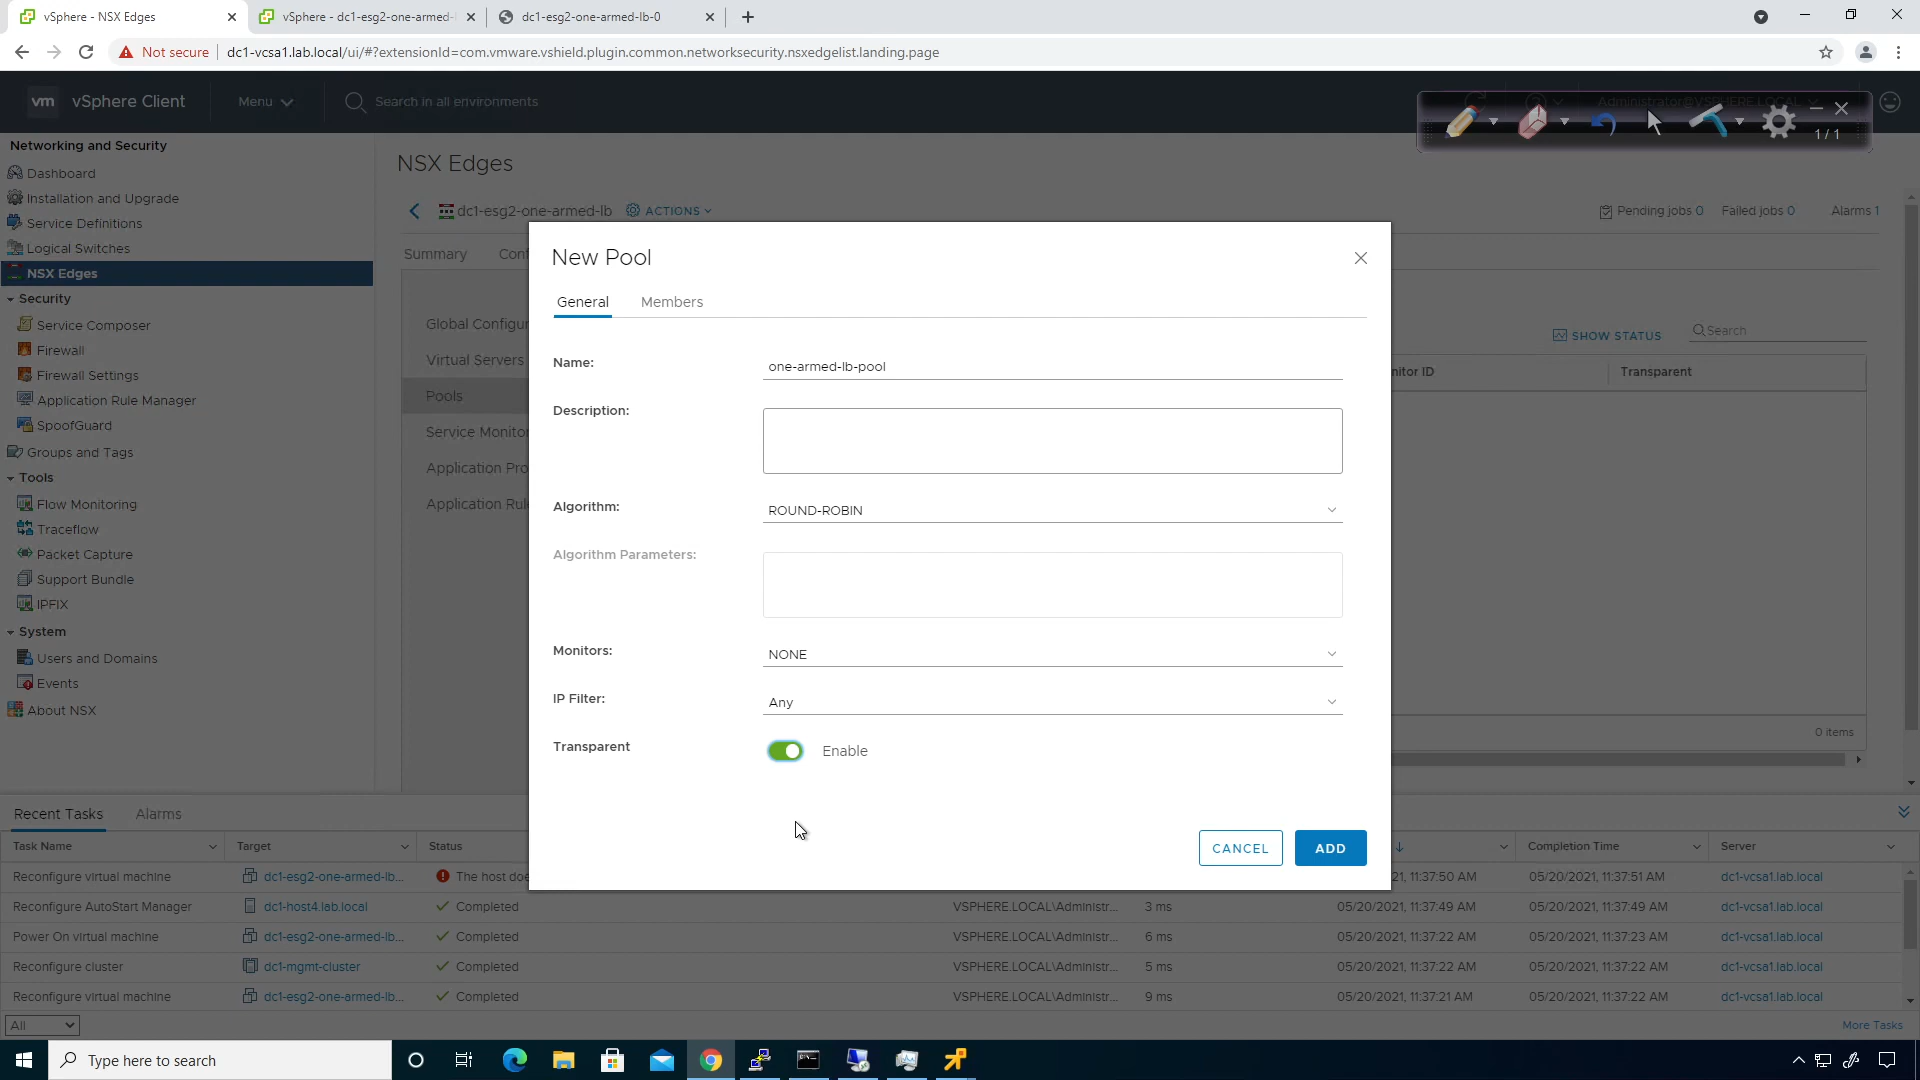 vSphere - NSX Edges
vSphere - dc1-esg2-one-armed-l
dc1-esg2-one-armed-lb-0
Not secure
dc1-vcsa1.lab.local/ui/#?extensionId=com.vmware.vshield.plugin.common.networksecurity.nsxedgelist.landing.page
vm
vSphere Client
Menu
Search in all environments
Administrator@VSPHERE.LOCAL
1 / 1
Networking and Security
Dashboard
Installation and Upgrade
Service Definitions
Logical Switches
NSX Edges
Security
Service Composer
Firewall
Firewall Settings
Application Rule Manager
SpoofGuard
Groups and Tags
Tools
Flow Monitoring
Traceflow
Packet Capture
Support Bundle
IPFIX
System
Users and Domains
Events
About NSX
NSX Edges
dc1-esg2-one-armed-lb
ACTIONS
Pending jobs 0
Failed jobs 0
Alarms 1
Summary
Conf
Global Configur
Virtual Servers
Pools
Service Monitor
Application Pro
Application Rule
SHOW STATUS
Search
nitor ID
Transparent
0 items
New Pool
General
Members
Name:
one-armed-lb-pool
Description:
Algorithm:
ROUND-ROBIN
Algorithm Parameters:
Monitors:
NONE
IP Filter:
Any
Transparent
Enable
CANCEL
ADD
Recent Tasks
Alarms
Task Name
Target
Status
Completion Time
Server
Reconfigure virtual machine
dc1-esg2-one-armed-lb...
The host doe
21, 11:37:50 AM
05/20/2021, 11:37:51 AM
dc1-vcsa1.lab.local
Reconfigure AutoStart Manager
dc1-host4.lab.local
Completed
VSPHERE.LOCAL\Administr...
3 ms
05/20/2021, 11:37:49 AM
05/20/2021, 11:37:49 AM
dc1-vcsa1.lab.local
Power On virtual machine
dc1-esg2-one-armed-lb...
Completed
VSPHERE.LOCAL\Administr...
6 ms
05/20/2021, 11:37:22 AM
05/20/2021, 11:37:23 AM
dc1-vcsa1.lab.local
Reconfigure cluster
dc1-mgmt-cluster
Completed
VSPHERE.LOCAL\Administr...
5 ms
05/20/2021, 11:37:22 AM
05/20/2021, 11:37:22 AM
dc1-vcsa1.lab.local
Reconfigure virtual machine
dc1-esg2-one-armed-lb...
Completed
VSPHERE.LOCAL\Administr...
9 ms
05/20/2021, 11:37:21 AM
05/20/2021, 11:37:22 AM
dc1-vcsa1.lab.local
All
More Tasks
Type here to search